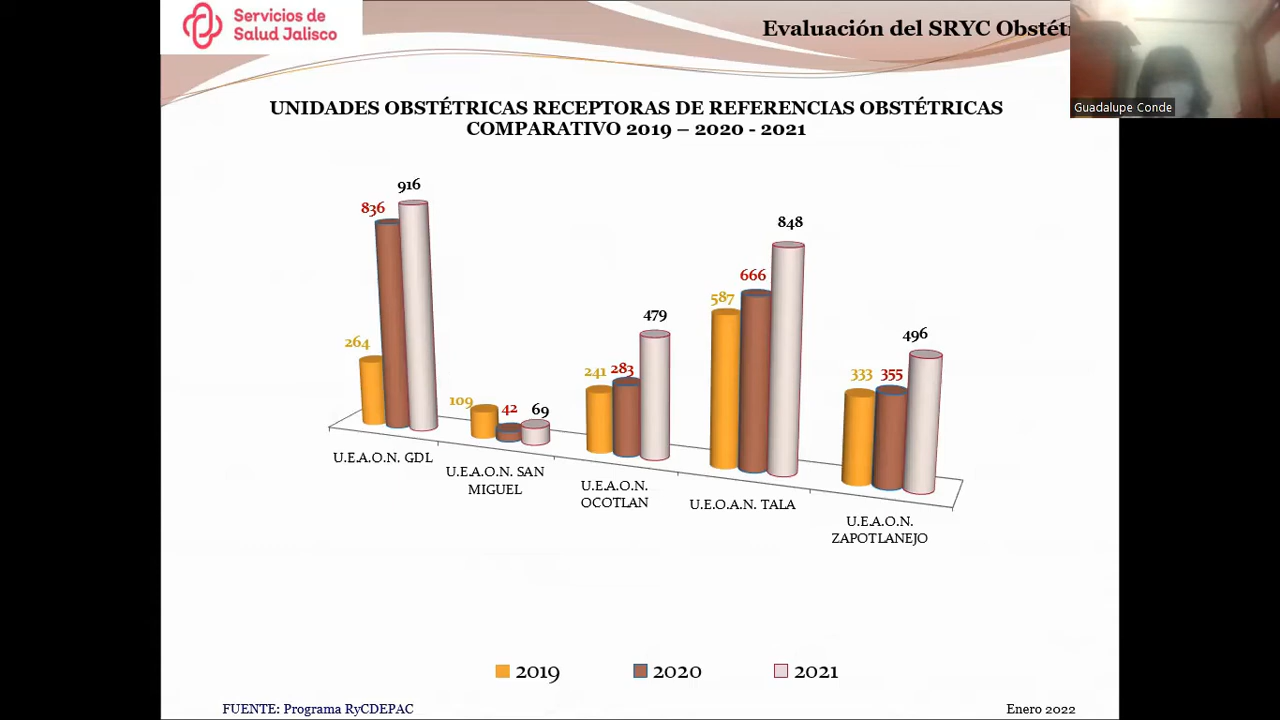 Servicios de
Salud Jalisco
Evaluación del SRYC
Guadalupe Conde
UNIDADES OBSTÉTRICAS RECEPTORAS DE REFERENCIAS OBSTÉTRICAS
COMPARATIVO 2019 – 2020 - 2021
264
836
916
109
42
69
241
283
479
587
666
848
333
355
496
U.E.A.O.N. GDL
U.E.A.O.N. SAN
MIGUEL
U.E.A.O.N.
OCOTLAN
U.E.O.A.N. TALA
U.E.A.O.N.
ZAPOTLANEJO
2019
2020
2021
FUENTE: Programa RyCDEPAC
Enero 2022